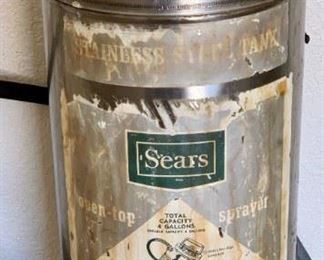 STAINLESS STEEL TANK
Sears
open-top sprayer
TOTAL
CAPACITY
4 GALLONS